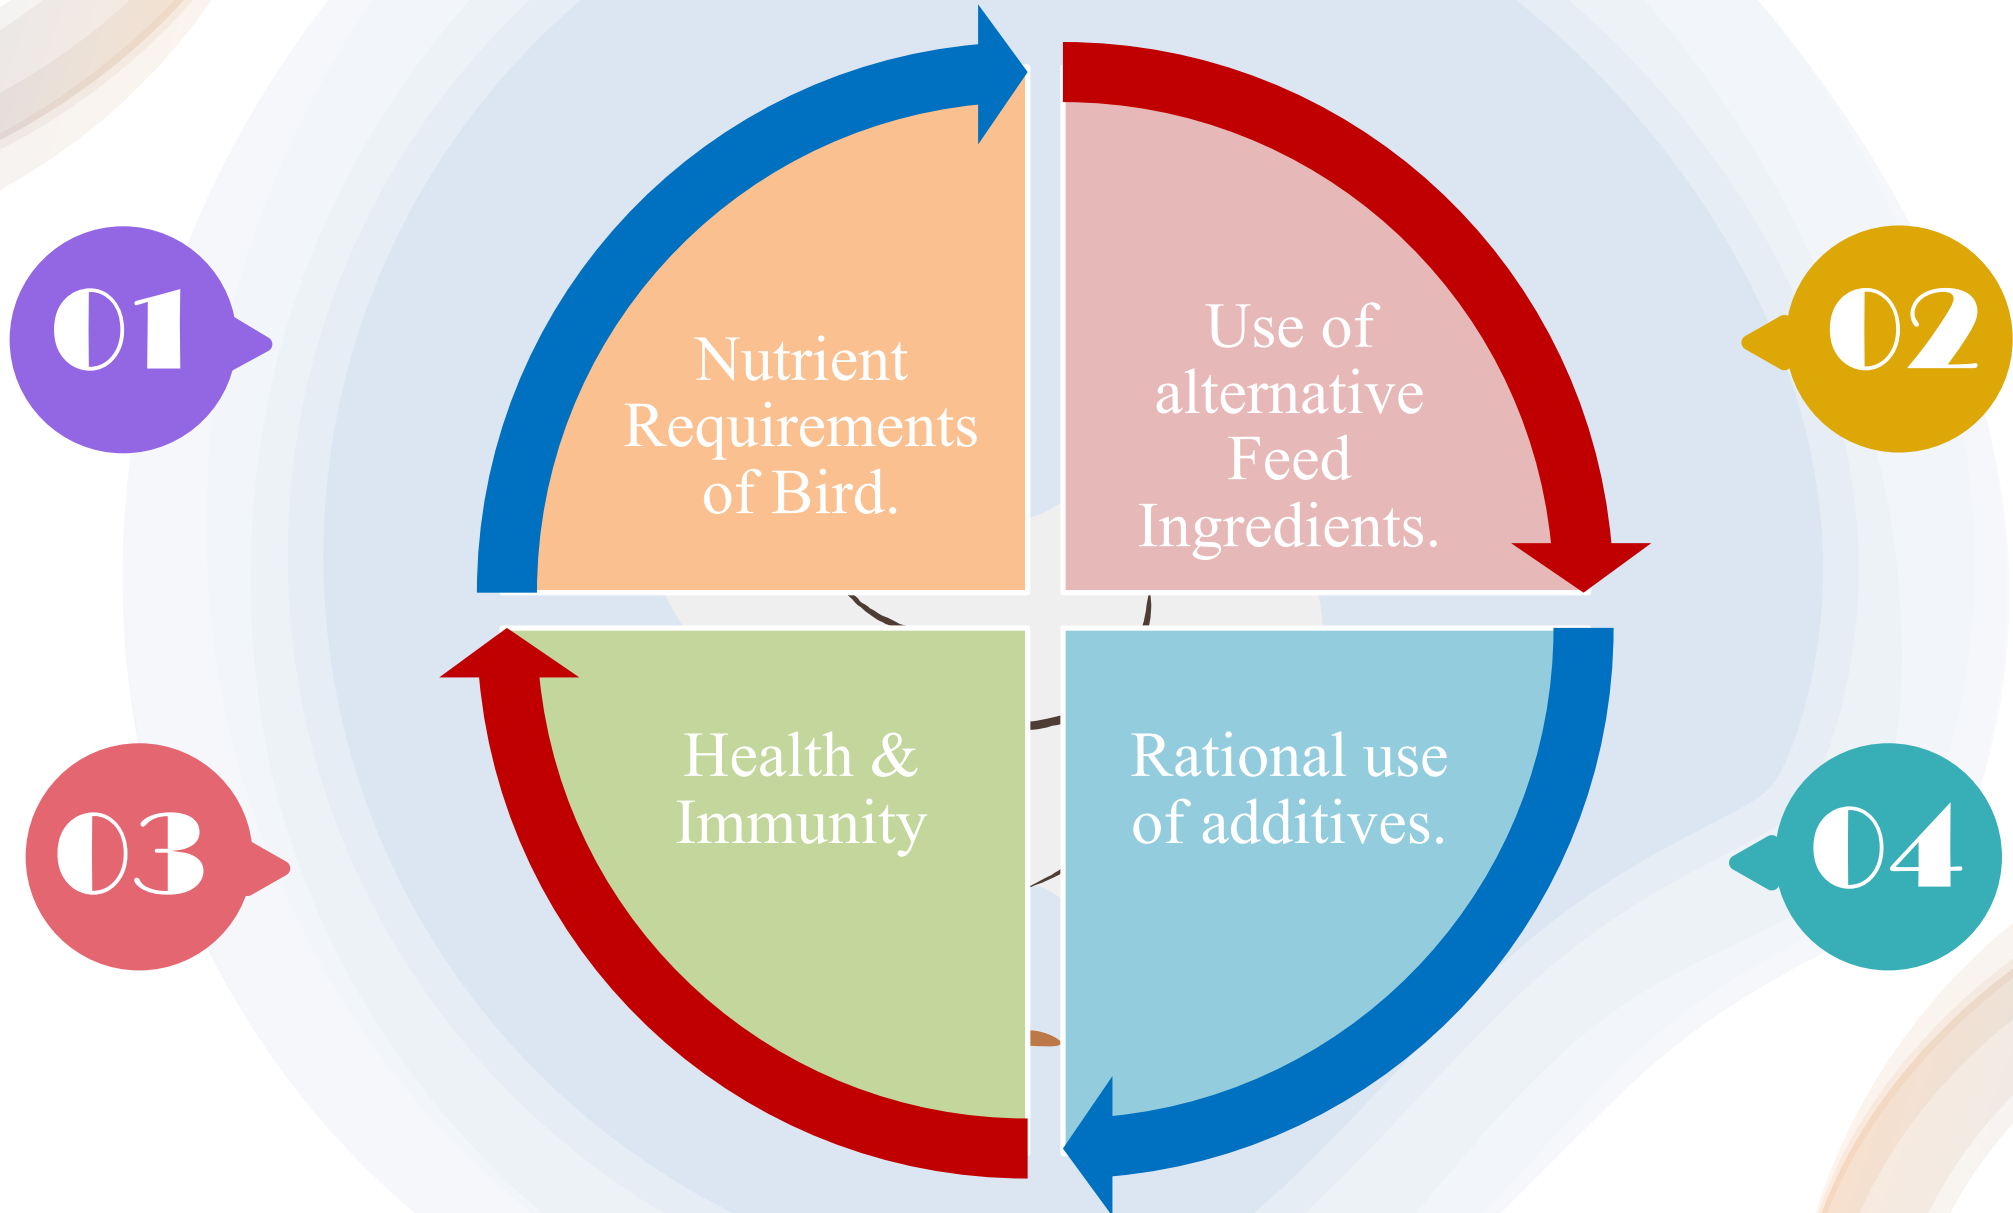 01
Nutrient
Requirements
of Bird.
Use of
alternative
Feed
Ingredients.
02
03
Health &
Immunity
Rational use
of additives.
04